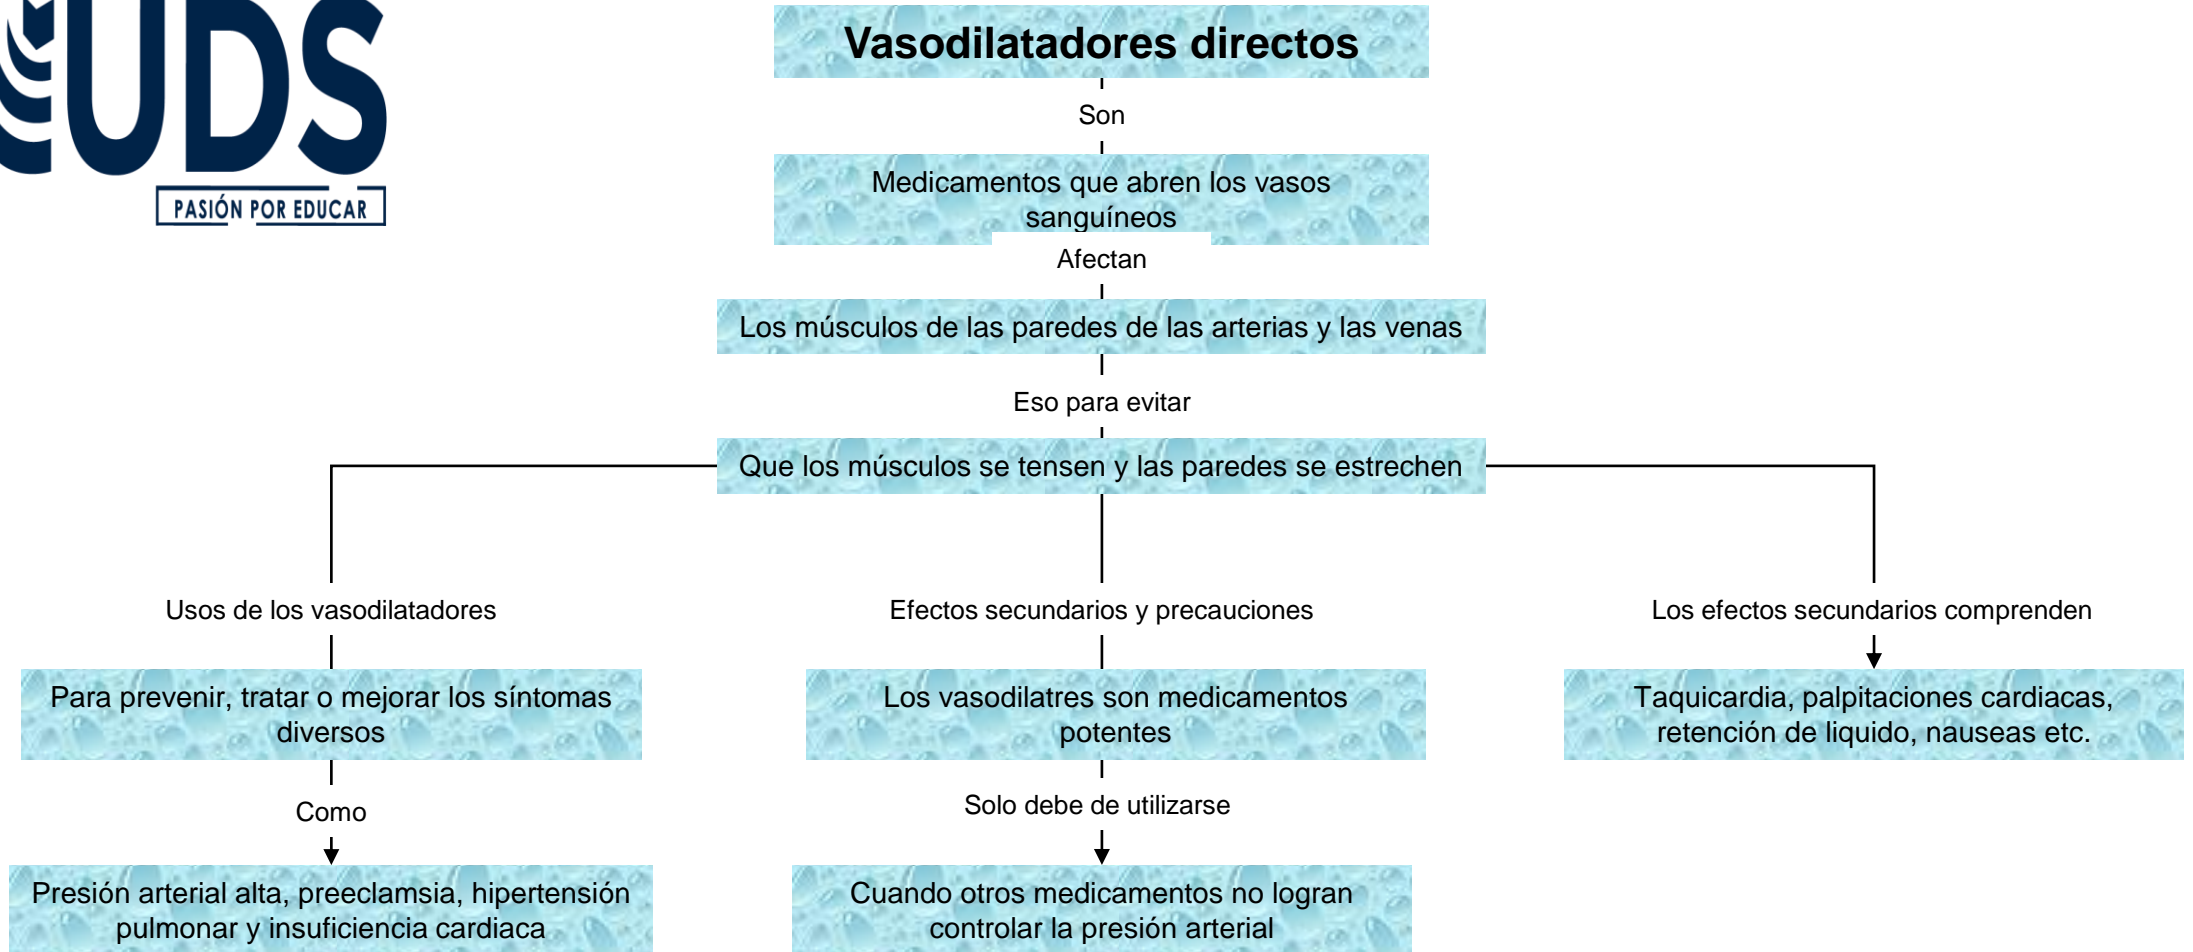 UDS
PASIÓN POR EDUCAR
Vasodilatadores directos
Son
Medicamentos que abren los vasos
sanguíneos
Afectan
Los músculos de las paredes de las arterias y las venas
Eso para evitar
Que los músculos se tensen y las paredes se estrechen
Usos de los vasodilatadores
Para prevenir, tratar o mejorar los síntomas
diversos
Como
Presión arterial alta, preeclamsia, hipertensión
pulmonar y insuficiencia cardiaca
Efectos secundarios y precauciones
Los vasodilatres son medicamentos
potentes
Solo debe de utilizarse
Cuando otros medicamentos no logran
controlar la presión arterial
Los efectos secundarios comprenden
Taquicardia, palpitaciones cardiacas,
retención de liquido, nauseas etc.